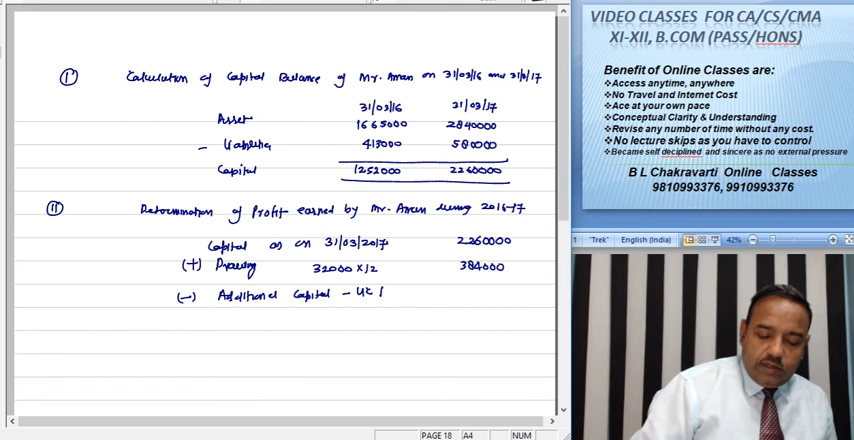 (I) Calculation of Capital Balance of Mr. Aman on 31/03/16 and 31/3/17
31/03/16 31/03/17
Asset 1665000 2840000
- Liabilities 413000 580000
Capital 1252000 2260000
(II) Determination of Profit earned by Mr. Aman during 2016-17
Capital as on 31/03/2017 2260000
(+) Drawing 32000 × 12 384000
(-) Additional Capital -
PAGE 18 A4 NUM
VIDEO CLASSES FOR CA/CS/CMA
XI-XII, B.COM (PASS/HONS)
Benefit of Online Classes are:
❖Access anytime, anywhere
❖No Travel and Internet Cost
❖Ace at your own pace
❖Conceptual Clarity & Understanding
❖Revise any number of time without any cost.
❖No lecture skips as you have to control
❖Became self deciplined and sincere as no external pressure
B L Chakravarti Online Classes
9810993376, 9910993376
1 "Trek" English (India) 42%